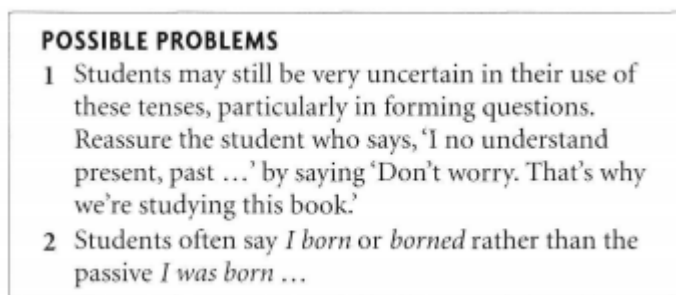 POSSIBLE PROBLEMS
1 Students may still be very uncertain in their use of
these tenses, particularly in forming questions.
Reassure the student who says, ‘I no understand
present, past …’ by saying ‘Don’t worry. That’s why
we’re studying this book.’
2 Students often say I born or borned rather than the
passive I was born …